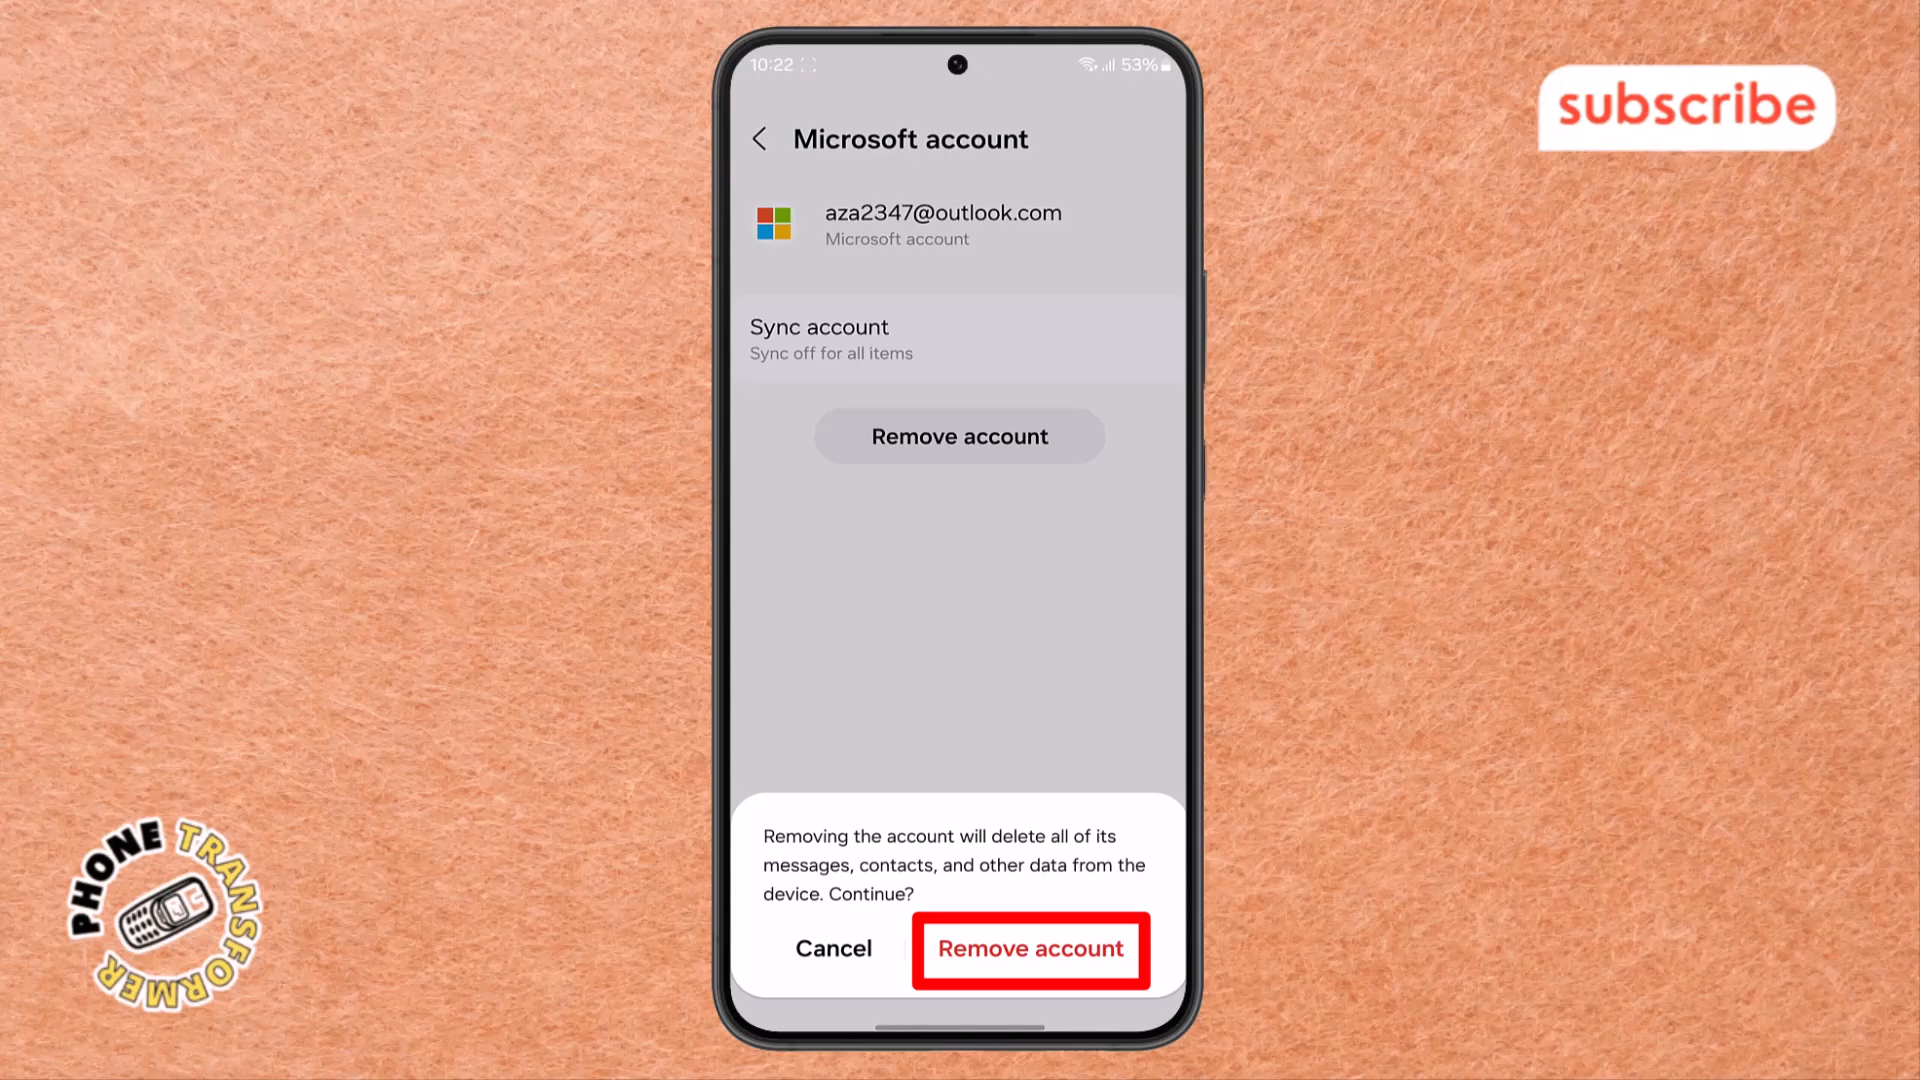 10:22
53%
subscribe
Microsoft account
aza2347@outlook.com
Microsoft account
Sync account
Sync off for all items
Remove account
Removing the account will delete all of its
messages, contacts, and other data from the
device. Continue?
Cancel
Remove account
PHONE TRANSFORMER